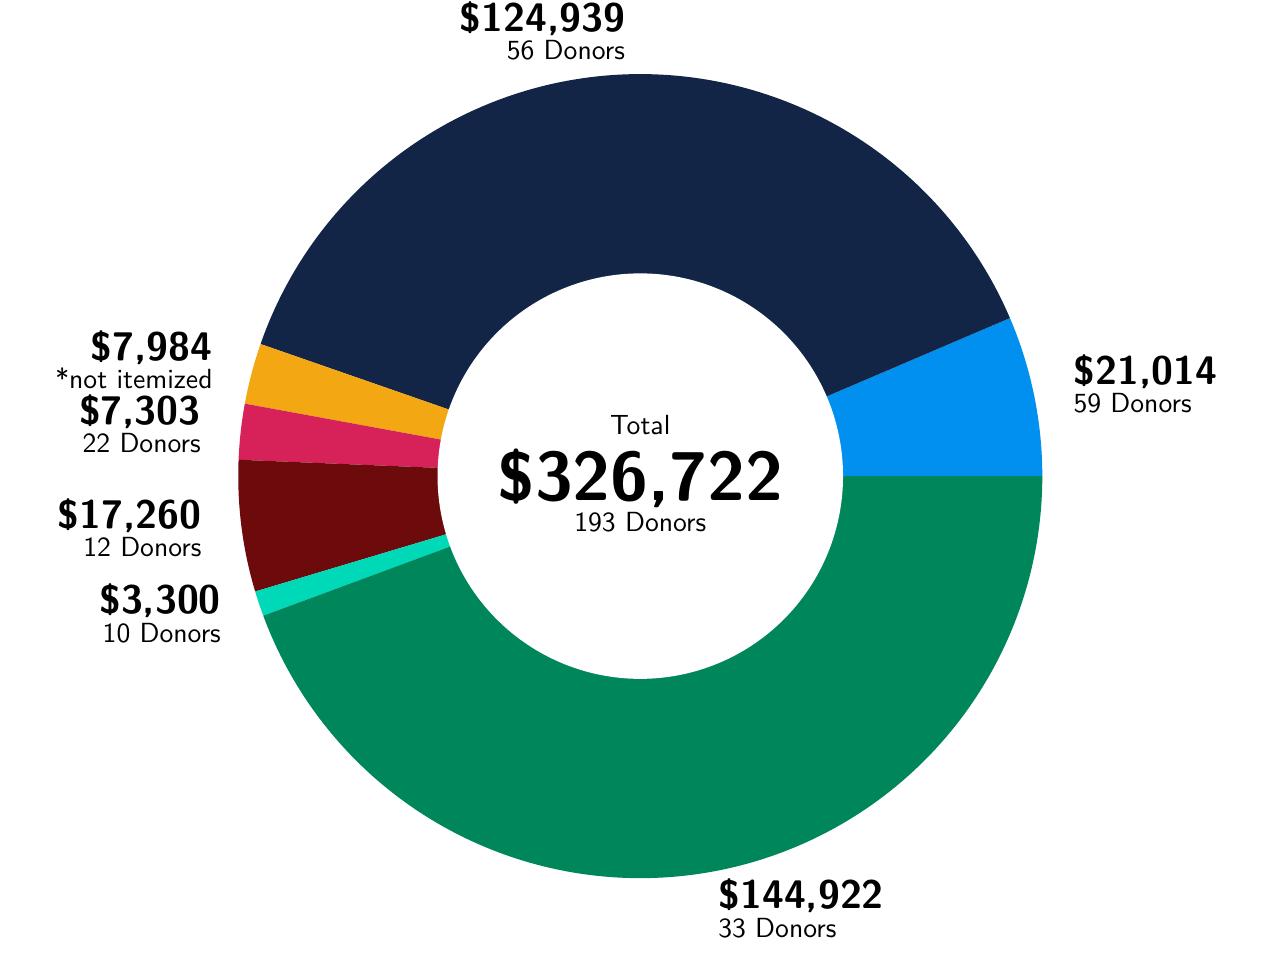 $124,939
56 Donors
$7,984
*not itemized
$7,303
22 Donors
$17,260
12 Donors
$3,300
10 Donors
$21,014
59 Donors
Total
$326,722
193 Donors
$144,922
33 Donors